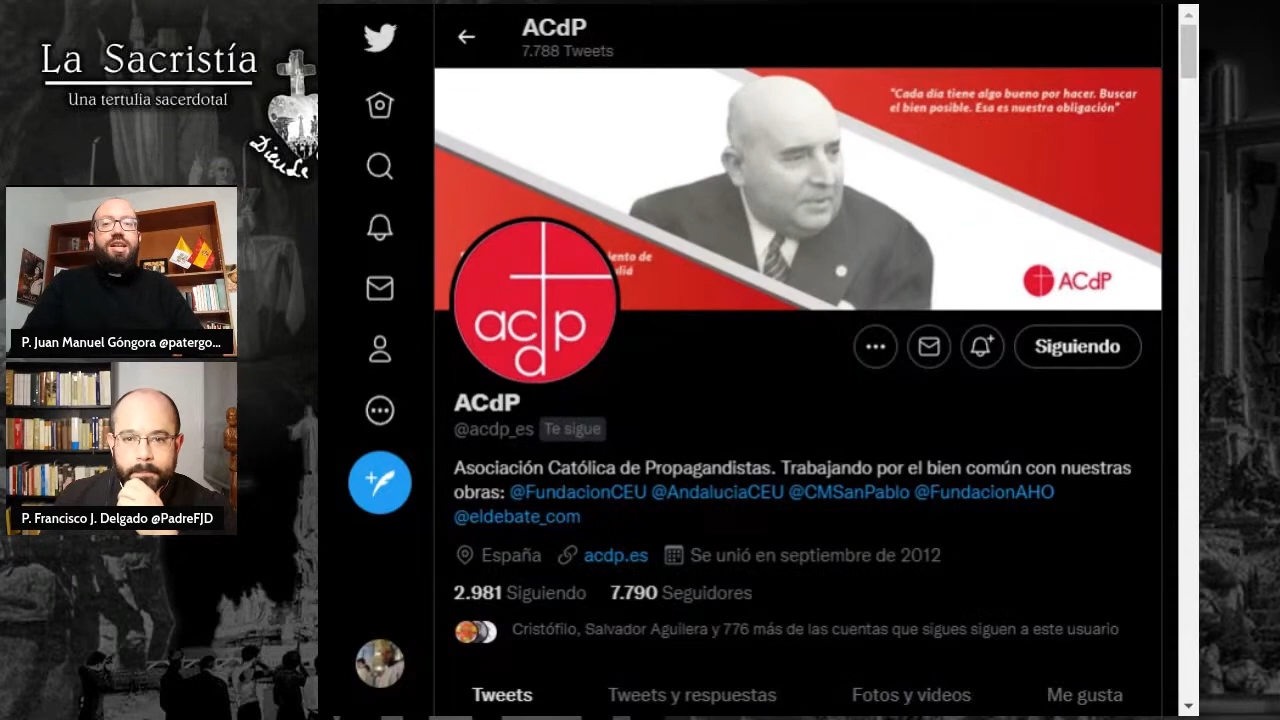 La Sacristía
Una tertulia sacerdotal
P. Juan Manuel Góngora @patergo...
P. Francisco J. Delgado @PadreFJD
ACdP
7.788 Tweets
"Cada día tiene algo bueno por hacer. Buscar
el bien posible. Esa es nuestra obligación"
ACdP
acdp
Siguiendo
ACdP
@acdp_es Te sigue
Asociación Católica de Propagandistas. Trabajando por el bien común con nuestras
obras: @FundacionCEU @AndaluciaCEU @CMSanPablo @FundacionAHO
@eldebate_com
España acdp.es Se unió en septiembre de 2012
2.981 Siguiendo 7.790 Seguidores
Cristófilo, Salvador Aguilera y 776 más de las cuentas que sigues siguen a este usuario
Tweets Tweets y respuestas Fotos y videos Me gusta